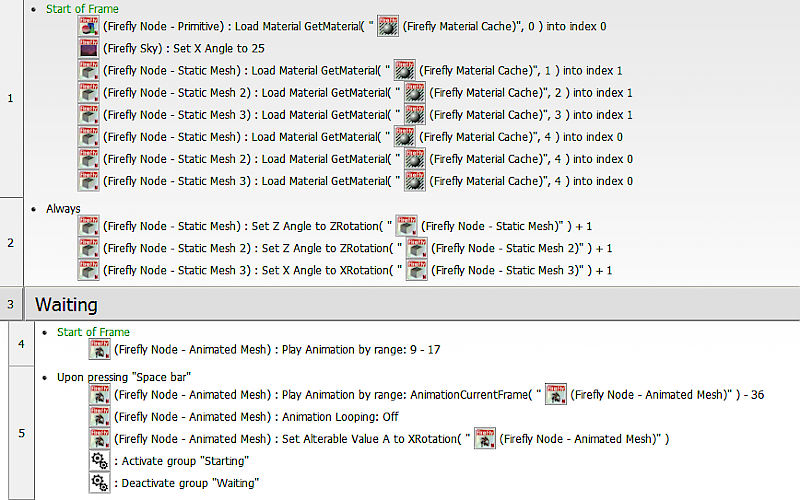 Start of Frame
(Firefly Node - Primitive) : Load Material GetMaterial( " (Firefly Material Cache)", 0 ) into index 0
(Firefly Sky) : Set X Angle to 25
(Firefly Node - Static Mesh) : Load Material GetMaterial( " (Firefly Material Cache)", 1 ) into index 1
(Firefly Node - Static Mesh 2) : Load Material GetMaterial( " (Firefly Material Cache)", 2 ) into index 1
1 (Firefly Node - Static Mesh 3) : Load Material GetMaterial( " (Firefly Material Cache)", 3 ) into index 1
(Firefly Node - Static Mesh) : Load Material GetMaterial( " (Firefly Material Cache)", 4 ) into index 0
(Firefly Node - Static Mesh 2) : Load Material GetMaterial( " (Firefly Material Cache)", 4 ) into index 0
(Firefly Node - Static Mesh 3) : Load Material GetMaterial( " (Firefly Material Cache)", 4 ) into index 0
Always
(Firefly Node - Static Mesh) : Set Z Angle to ZRotation( " (Firefly Node - Static Mesh)" ) + 1
2 (Firefly Node - Static Mesh 2) : Set Z Angle to ZRotation( " (Firefly Node - Static Mesh 2)" ) + 1
(Firefly Node - Static Mesh 3) : Set X Angle to XRotation( " (Firefly Node - Static Mesh 3)" ) + 1
3 Waiting
Start of Frame
4 (Firefly Node - Animated Mesh) : Play Animation by range: 9 - 17
Upon pressing "Space bar"
(Firefly Node - Animated Mesh) : Play Animation by range: AnimationCurrentFrame( " (Firefly Node - Animated Mesh)" ) - 36
(Firefly Node - Animated Mesh) : Animation Looping: Off
5 (Firefly Node - Animated Mesh) : Set Alterable Value A to XRotation( " (Firefly Node - Animated Mesh)" )
: Activate group "Starting"
: Deactivate group "Waiting"